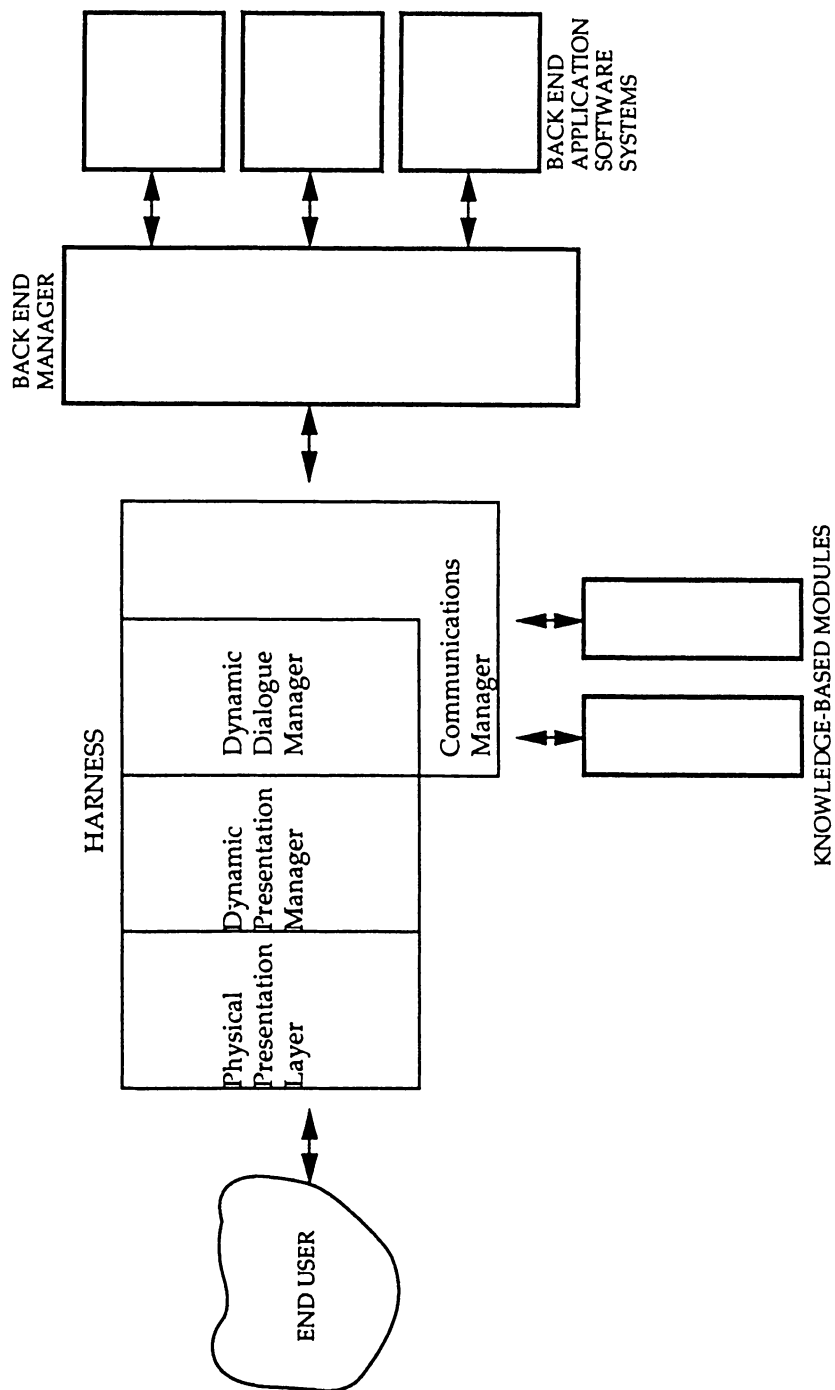 END USER
HARNESS
Physical
Presentation
Layer
Dynamic
Presentation
Manager
Dynamic
Dialogue
Manager
Communications
Manager
KNOWLEDGE-BASED MODULES
BACK END
MANAGER
BACK END
APPLICATION
SOFTWARE
SYSTEMS